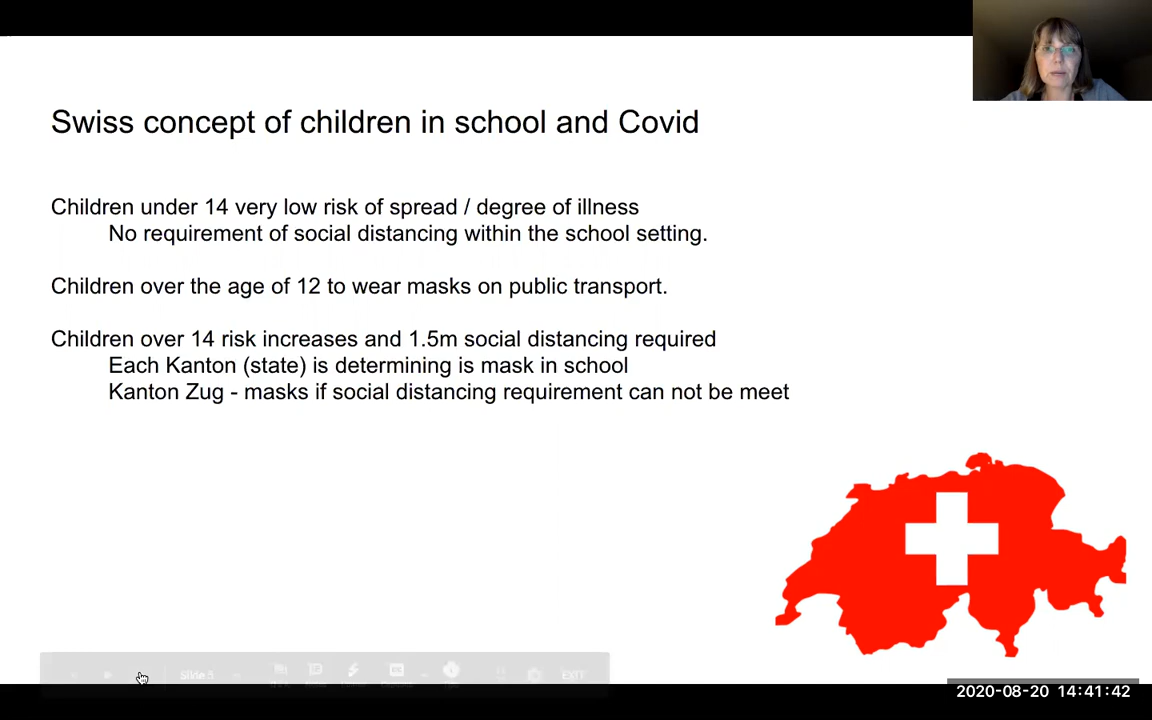 Swiss concept of children in school and Covid
Children under 14 very low risk of spread / degree of illness
No requirement of social distancing within the school setting.
Children over the age of 12 to wear masks on public transport.
Children over 14 risk increases and 1.5m social distancing required
Each Kanton (state) is determining is mask in school
Kanton Zug - masks if social distancing requirement can not be meet
Slide 5
EXIT
2020-08-20 14:41:42